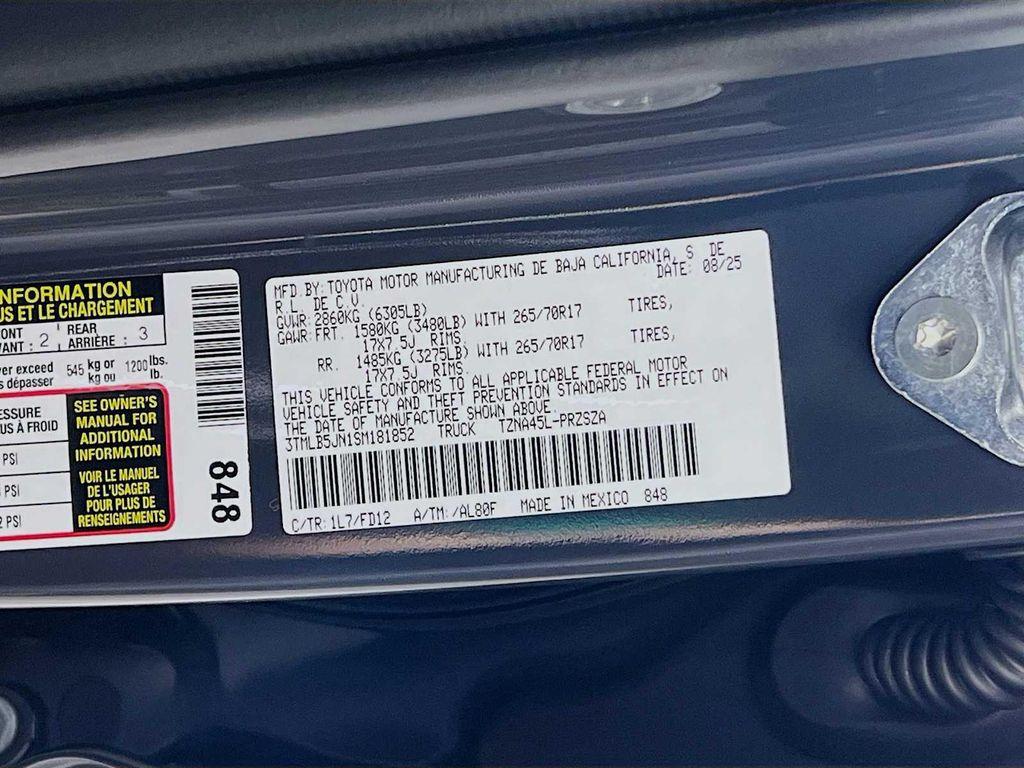 NFORMATION
US ET LE CHARGEMENT
ONT 2 REAR 3
VANT : ARRIÈRE :
ver exceed 545 kg or 1200 lbs.
dépasser kg ou lb.
RESSURE
US À FROID
PSI
PSI
2 PSI
SEE OWNER'S
MANUAL FOR
ADDITIONAL
INFORMATION
VOIR LE MANUEL
DE L'USAGER
POUR PLUS DE
RENSEIGNEMENTS
848
MFD BY: TOYOTA MOTOR MANUFACTURING DE BAJA CALIFORNIA, S DE
R.L. DE C.V. DATE: 08/25
GVWR: 2860KG (6305LB)
GAWR: FRT. 1580KG (3480LB) WITH 265/70R17 TIRES,
17X7.5J RIMS,
RR. 1485KG (3275LB) WITH 265/70R17 TIRES,
17X7.5J RIMS.
THIS VEHICLE CONFORMS TO ALL APPLICABLE FEDERAL MOTOR
VEHICLE SAFETY AND THEFT PREVENTION STANDARDS IN EFFECT ON
THE DATE OF MANUFACTURE SHOWN ABOVE.
3TMLB5JN1SM181852 TRUCK TZNA45L-PRZSZA
C/TR: 1L7/FD12 A/TM: /AL80F MADE IN MEXICO 848